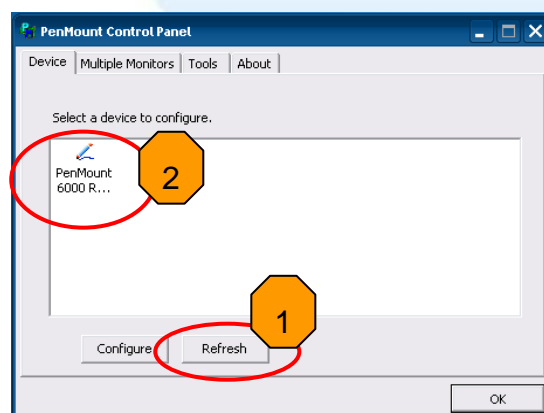 PenMount Control Panel
Device Multiple Monitors Tools About
Select a device to configure.
PenMount
6000 R...
2
1
Configure Refresh
OK